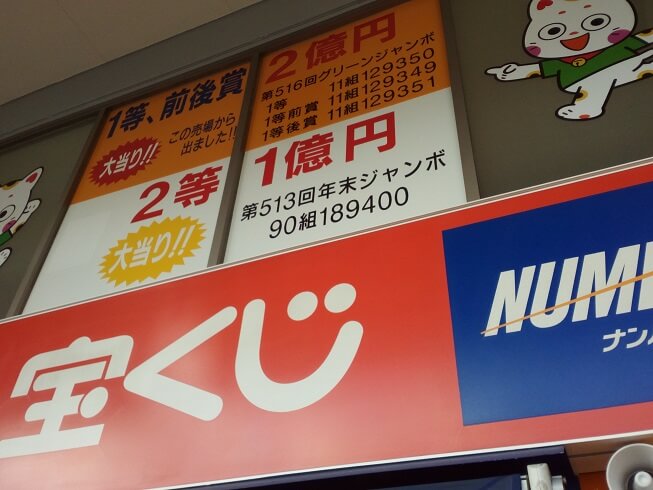 1等、前後賞
この売場から
出ました!!
大当り!!
2億円
第516回グリーンジャンボ
1等 11組129350
1等前賞 11組129349
1等後賞 11組129351
2等
大当り!!
1億円
第513回年末ジャンボ
90組189400
宝くじ
NUM
ナン